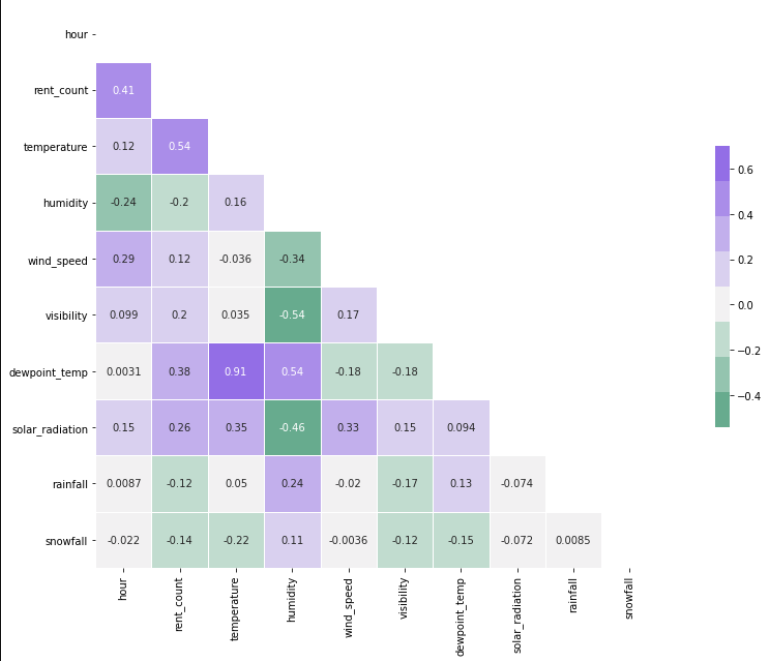 hour
rent_count 0.41
temperature 0.12 0.54
humidity -0.24 -0.2 0.16
wind_speed 0.29 0.12 -0.036 -0.34
visibility 0.099 0.2 0.035 -0.54 0.17
dewpoint_temp 0.0031 0.38 0.91 0.54 -0.18 -0.18
solar_radiation 0.15 0.26 0.35 -0.46 0.33 0.15 0.094
rainfall 0.0087 -0.12 0.05 0.24 -0.02 -0.17 0.13 -0.074
snowfall -0.022 -0.14 -0.22 0.11 -0.0036 -0.12 -0.15 -0.072 0.0085
hour rent_count temperature humidity wind_speed visibility dewpoint_temp solar_radiation rainfall snowfall
0.6
0.4
0.2
0.0
-0.2
-0.4